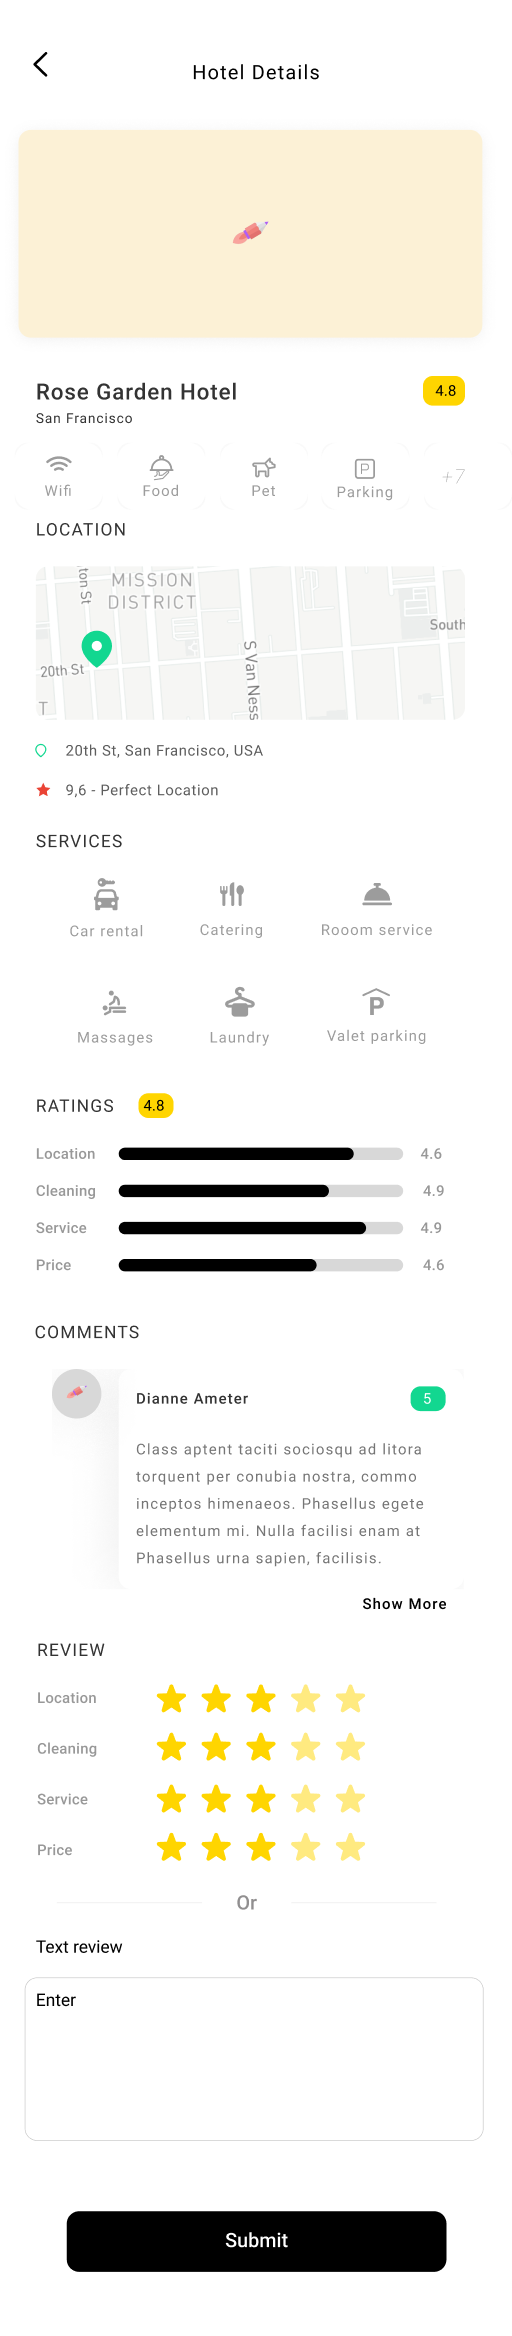 Hotel Details
Rose Garden Hotel
4.8
San Francisco
Wifi
Food
Pet
P
Parking
+7
LOCATION
ton St
MISSION
DISTRICT
South
20th St
S Van Ness
T
20th St, San Francisco, USA
9,6 - Perfect Location
SERVICES
Car rental
Catering
Rooom service
P
Massages
Laundry
Valet parking
RATINGS
4.8
Location
4.6
Cleaning
4.9
Service
4.9
Price
4.6
COMMENTS
Dianne Ameter
5
Class aptent taciti sociosqu ad litora
torquent per conubia nostra, commo
inceptos himenaeos. Phasellus egete
elementum mi. Nulla facilisi enam at
Phasellus urna sapien, facilisis.
Show More
REVIEW
Location
Cleaning
Service
Price
Or
Text review
Enter
Submit